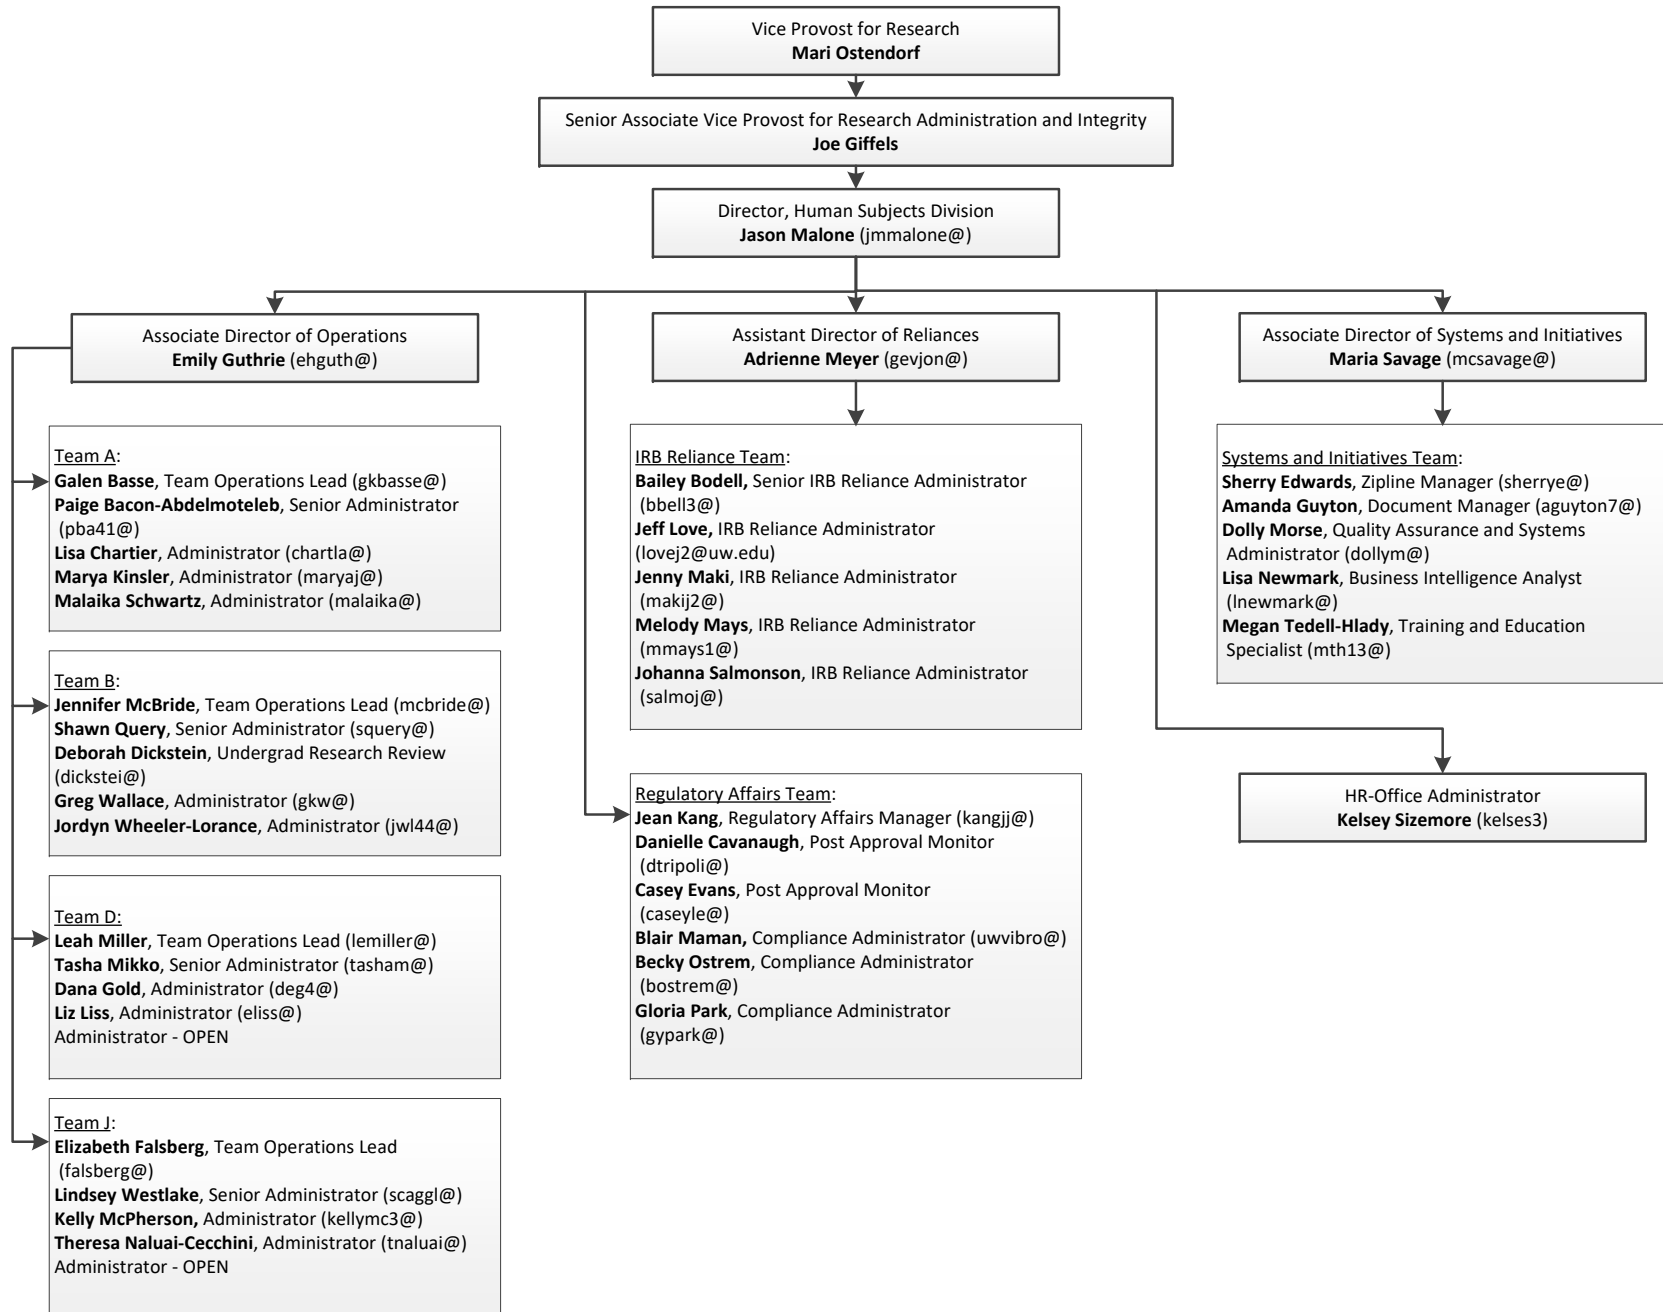 Vice Provost for Research
Mari Ostendorf
Senior Associate Vice Provost for Research Administration and Integrity
Joe Giffels
Director, Human Subjects Division
Jason Malone (jmmalone@)
Associate Director of Operations
Emily Guthrie (ehguth@)
Assistant Director of Reliances
Adrienne Meyer (gevjon@)
Associate Director of Systems and Initiatives
Maria Savage (mcsavage@)
Team A:
Galen Basse, Team Operations Lead (gkbasse@)
Paige Bacon-Abdelmoteleb, Senior Administrator
(pba41@)
Lisa Chartier, Administrator (chartla@)
Marya Kinsler, Administrator (maryaj@)
Malaika Schwartz, Administrator (malaika@)
Team B:
Jennifer McBride, Team Operations Lead (mcbride@)
Shawn Query, Senior Administrator (squery@)
Deborah Dickstein, Undergrad Research Review
(dickstei@)
Greg Wallace, Administrator (gkw@)
Jordyn Wheeler-Lorance, Administrator (jwl44@)
Team D:
Leah Miller, Team Operations Lead (lemiller@)
Tasha Mikko, Senior Administrator (tasham@)
Dana Gold, Administrator (deg4@)
Liz Liss, Administrator (eliss@)
Administrator - OPEN
Team J:
Elizabeth Falsberg, Team Operations Lead
(falsberg@)
Lindsey Westlake, Senior Administrator (scaggl@)
Kelly McPherson, Administrator (kellymc3@)
Theresa Naluai-Cecchini, Administrator (tnaluai@)
Administrator - OPEN
IRB Reliance Team:
Bailey Bodell, Senior IRB Reliance Administrator
(bbell3@)
Jeff Love, IRB Reliance Administrator
(lovej2@uw.edu)
Jenny Maki, IRB Reliance Administrator
(makij2@)
Melody Mays, IRB Reliance Administrator
(mmays1@)
Johanna Salmonson, IRB Reliance Administrator
(salmoj@)
Regulatory Affairs Team:
Jean Kang, Regulatory Affairs Manager (kangjj@)
Danielle Cavanaugh, Post Approval Monitor
(dtripoli@)
Casey Evans, Post Approval Monitor
(caseyle@)
Blair Maman, Compliance Administrator (uwvibro@)
Becky Ostrem, Compliance Administrator
(bostrem@)
Gloria Park, Compliance Administrator
(gypark@)
Systems and Initiatives Team:
Sherry Edwards, Zipline Manager (sherrye@)
Amanda Guyton, Document Manager (aguyton7@)
Dolly Morse, Quality Assurance and Systems
Administrator (dollym@)
Lisa Newmark, Business Intelligence Analyst
(lnewmark@)
Megan Tedell-Hlady, Training and Education
Specialist (mth13@)
HR-Office Administrator
Kelsey Sizemore (kelses3)